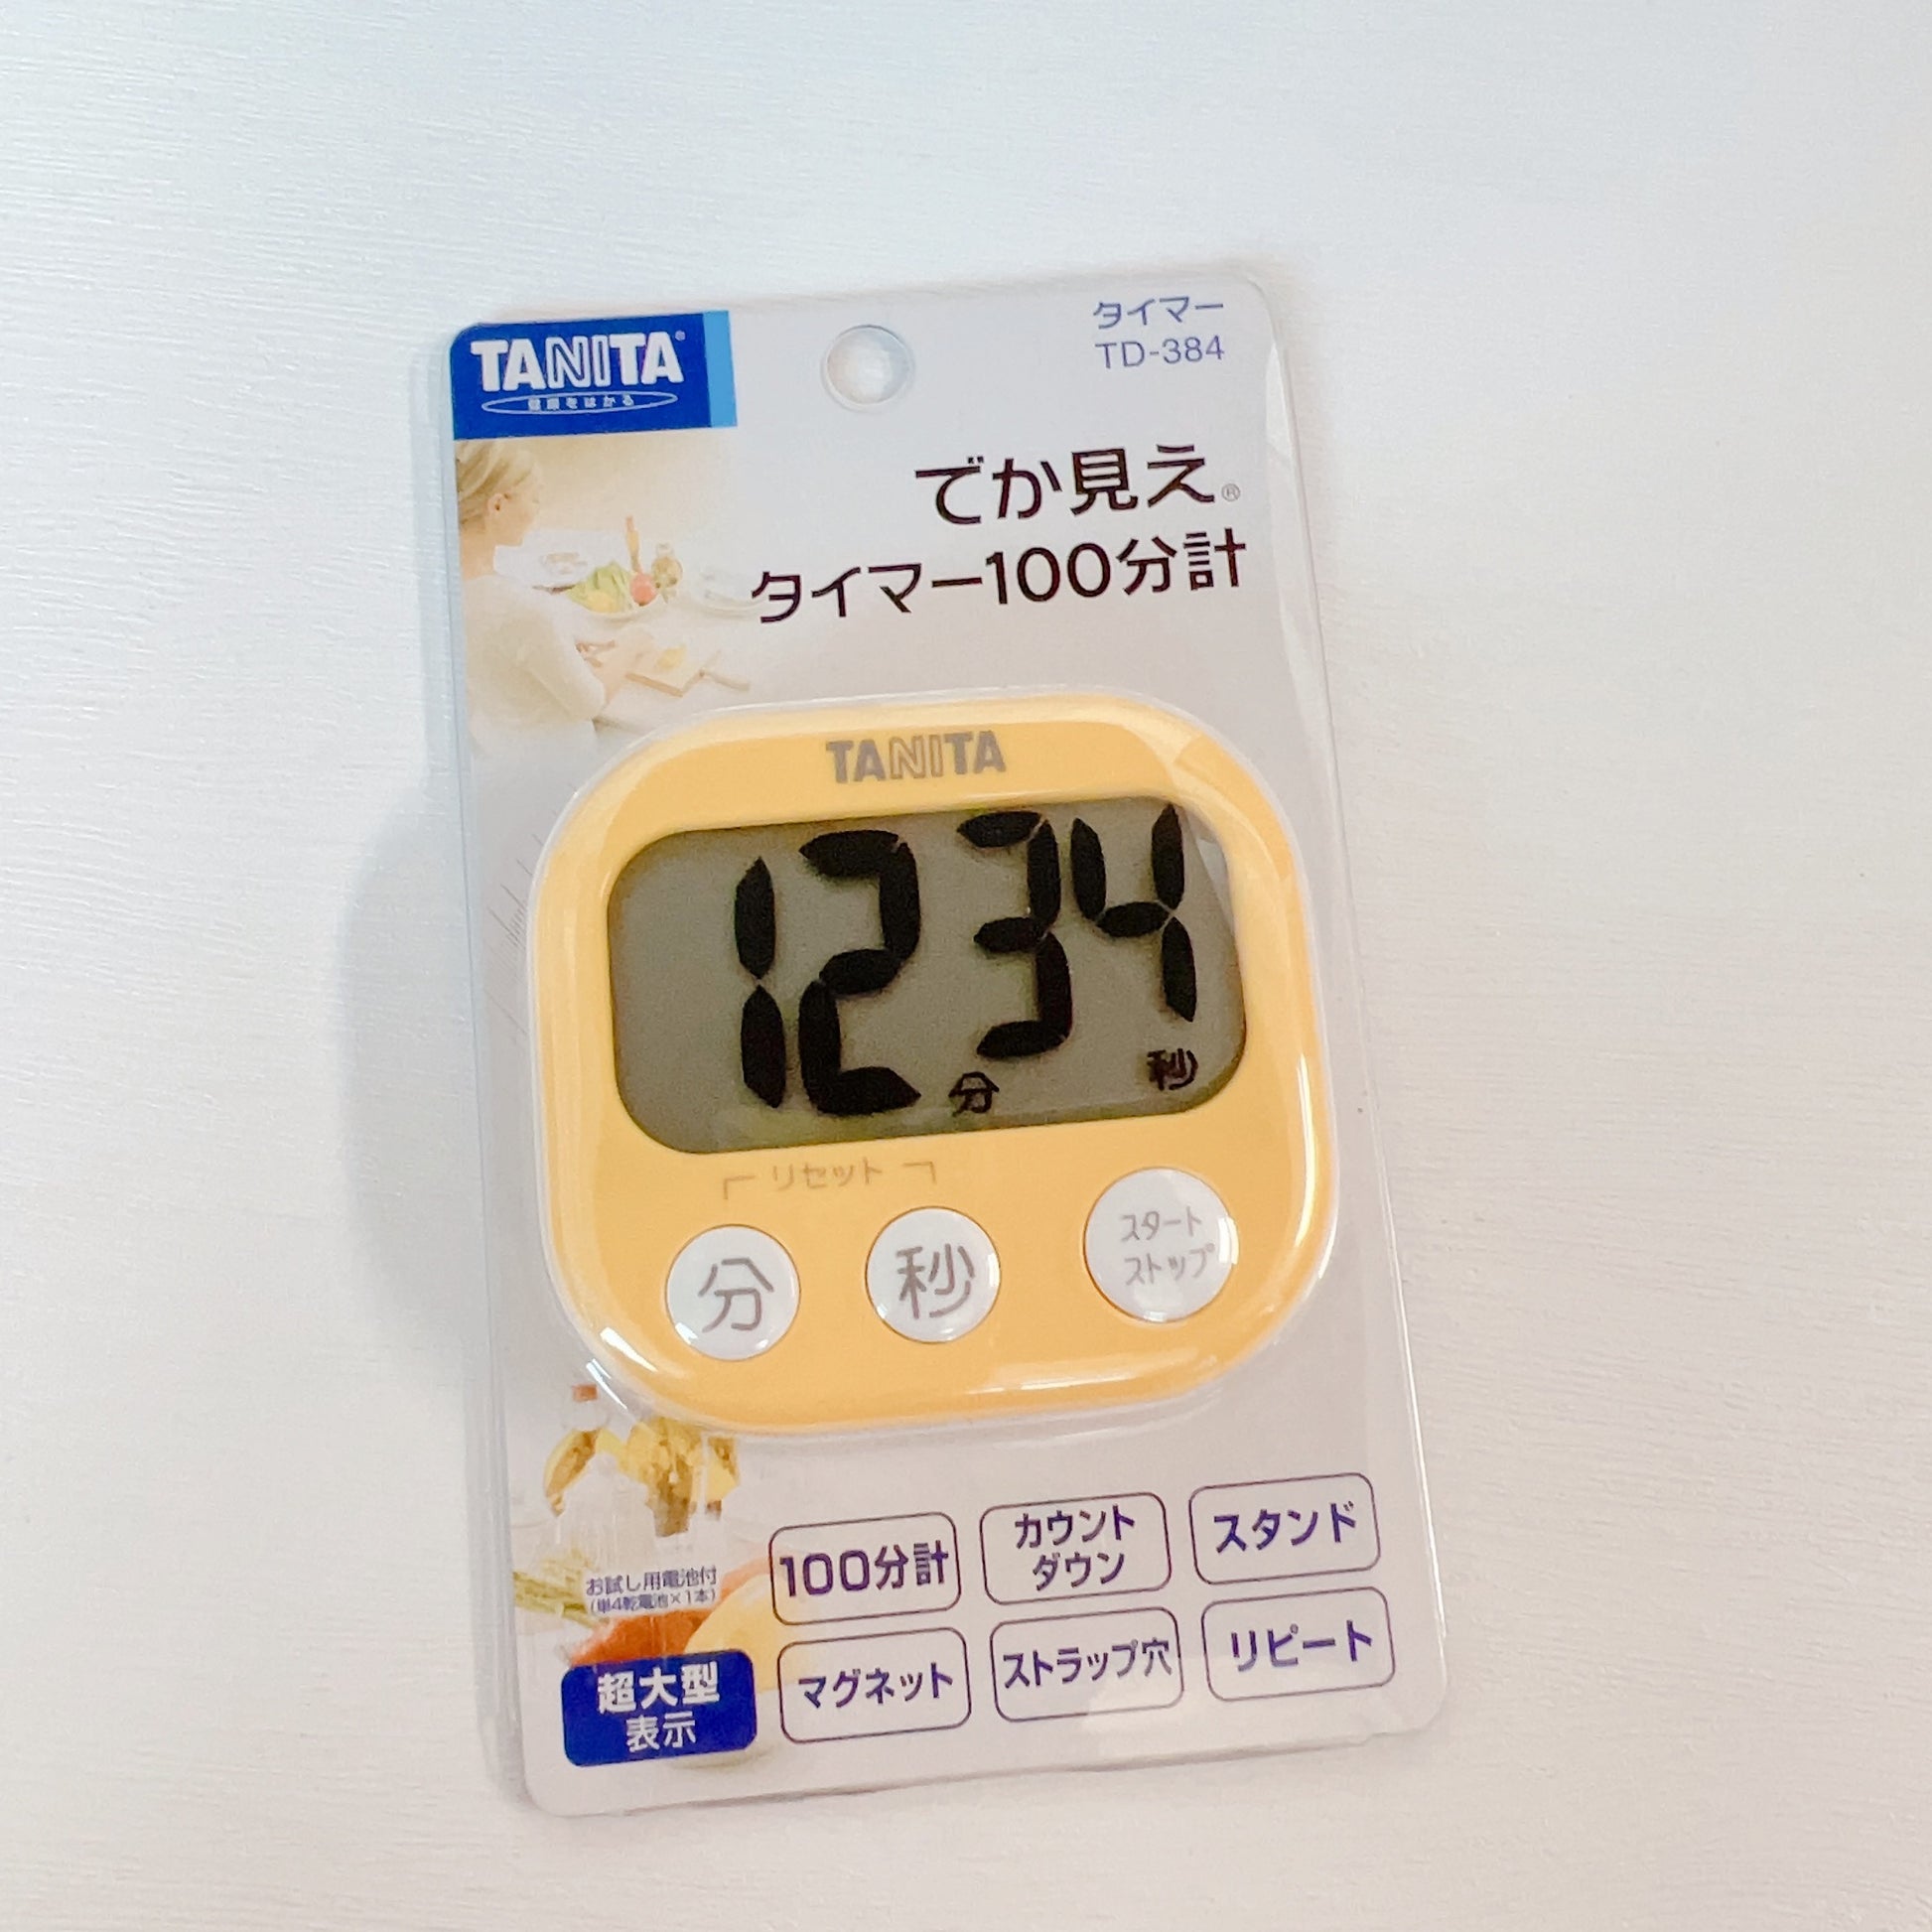 TANITA®
健康をはかる
タイマー
TD-384
でか見え®
タイマー100分計
TANITA
12分34秒
リセット
分
秒
スタート
ストップ
お試し用電池付
(単4乾電池×1本)
超大型
表示
100分計
カウント
ダウン
スタンド
マグネット
ストラップ穴
リピート